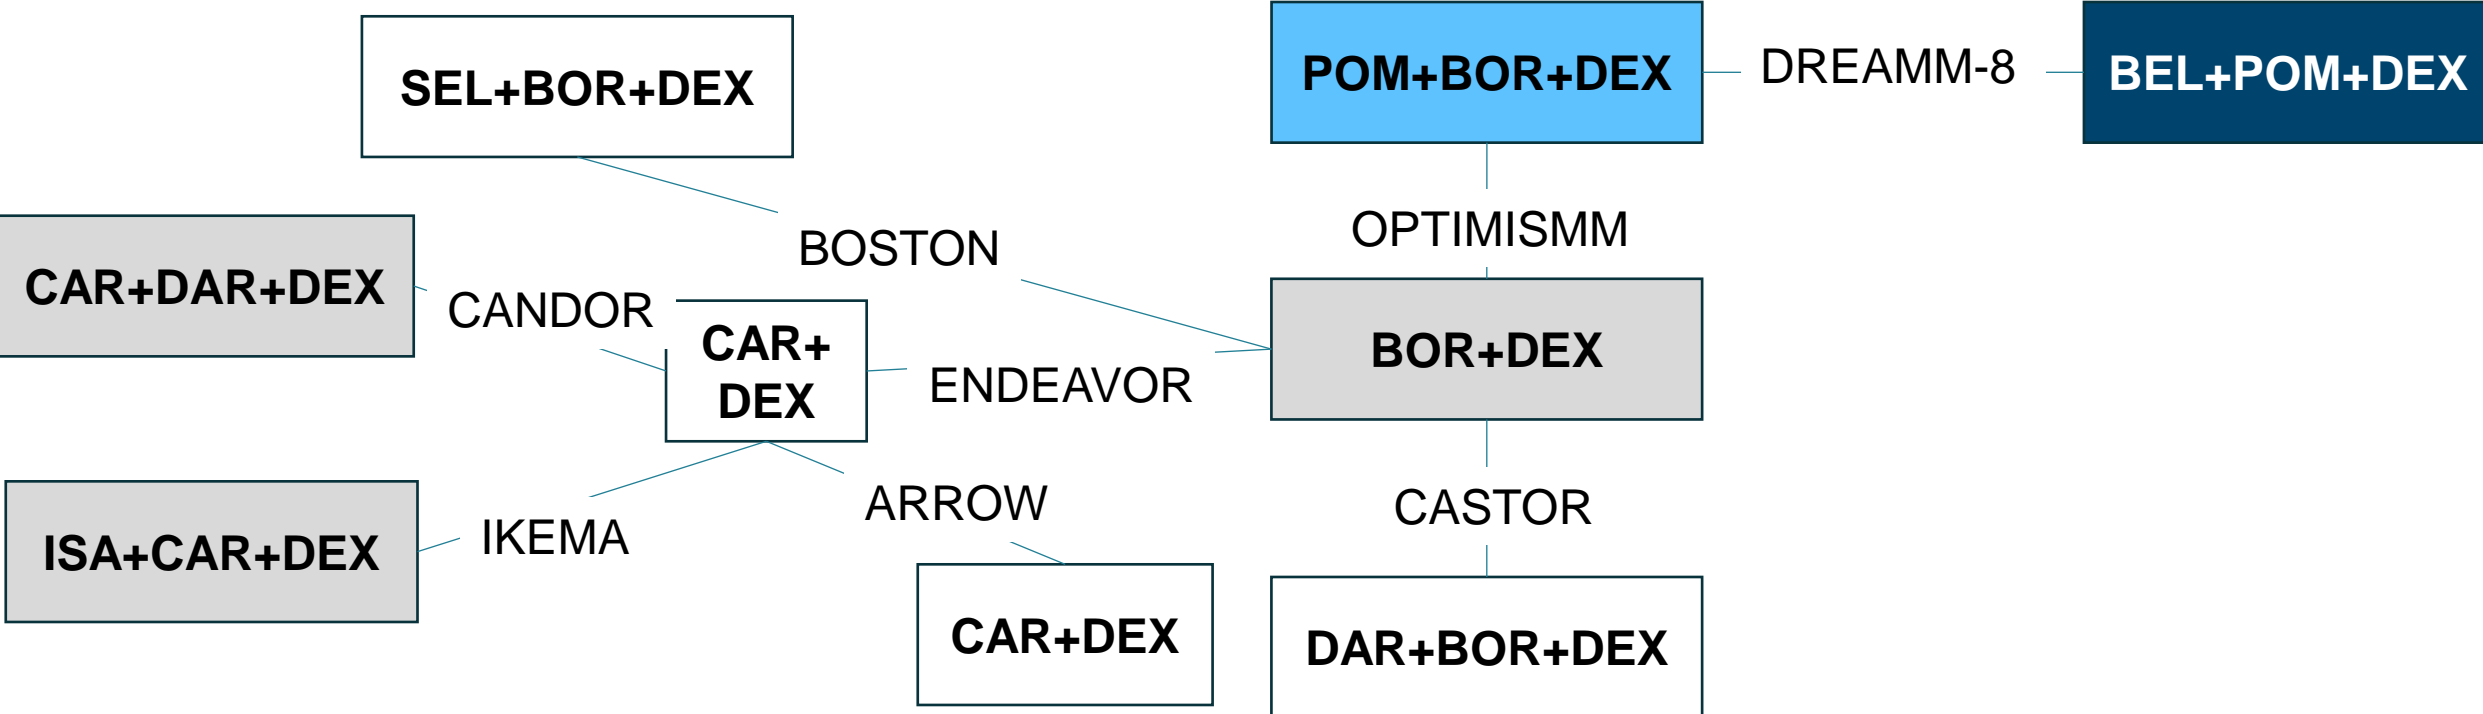 SEL+BOR+DEX
POM+BOR+DEX
DREAMM-8
BEL+POM+DEX
BOSTON
OPTIMISMM
CAR+DAR+DEX
CANDOR
CAR+
DEX
ENDEAVOR
BOR+DEX
ISA+CAR+DEX
IKEMA
ARROW
CASTOR
CAR+DEX
DAR+BOR+DEX